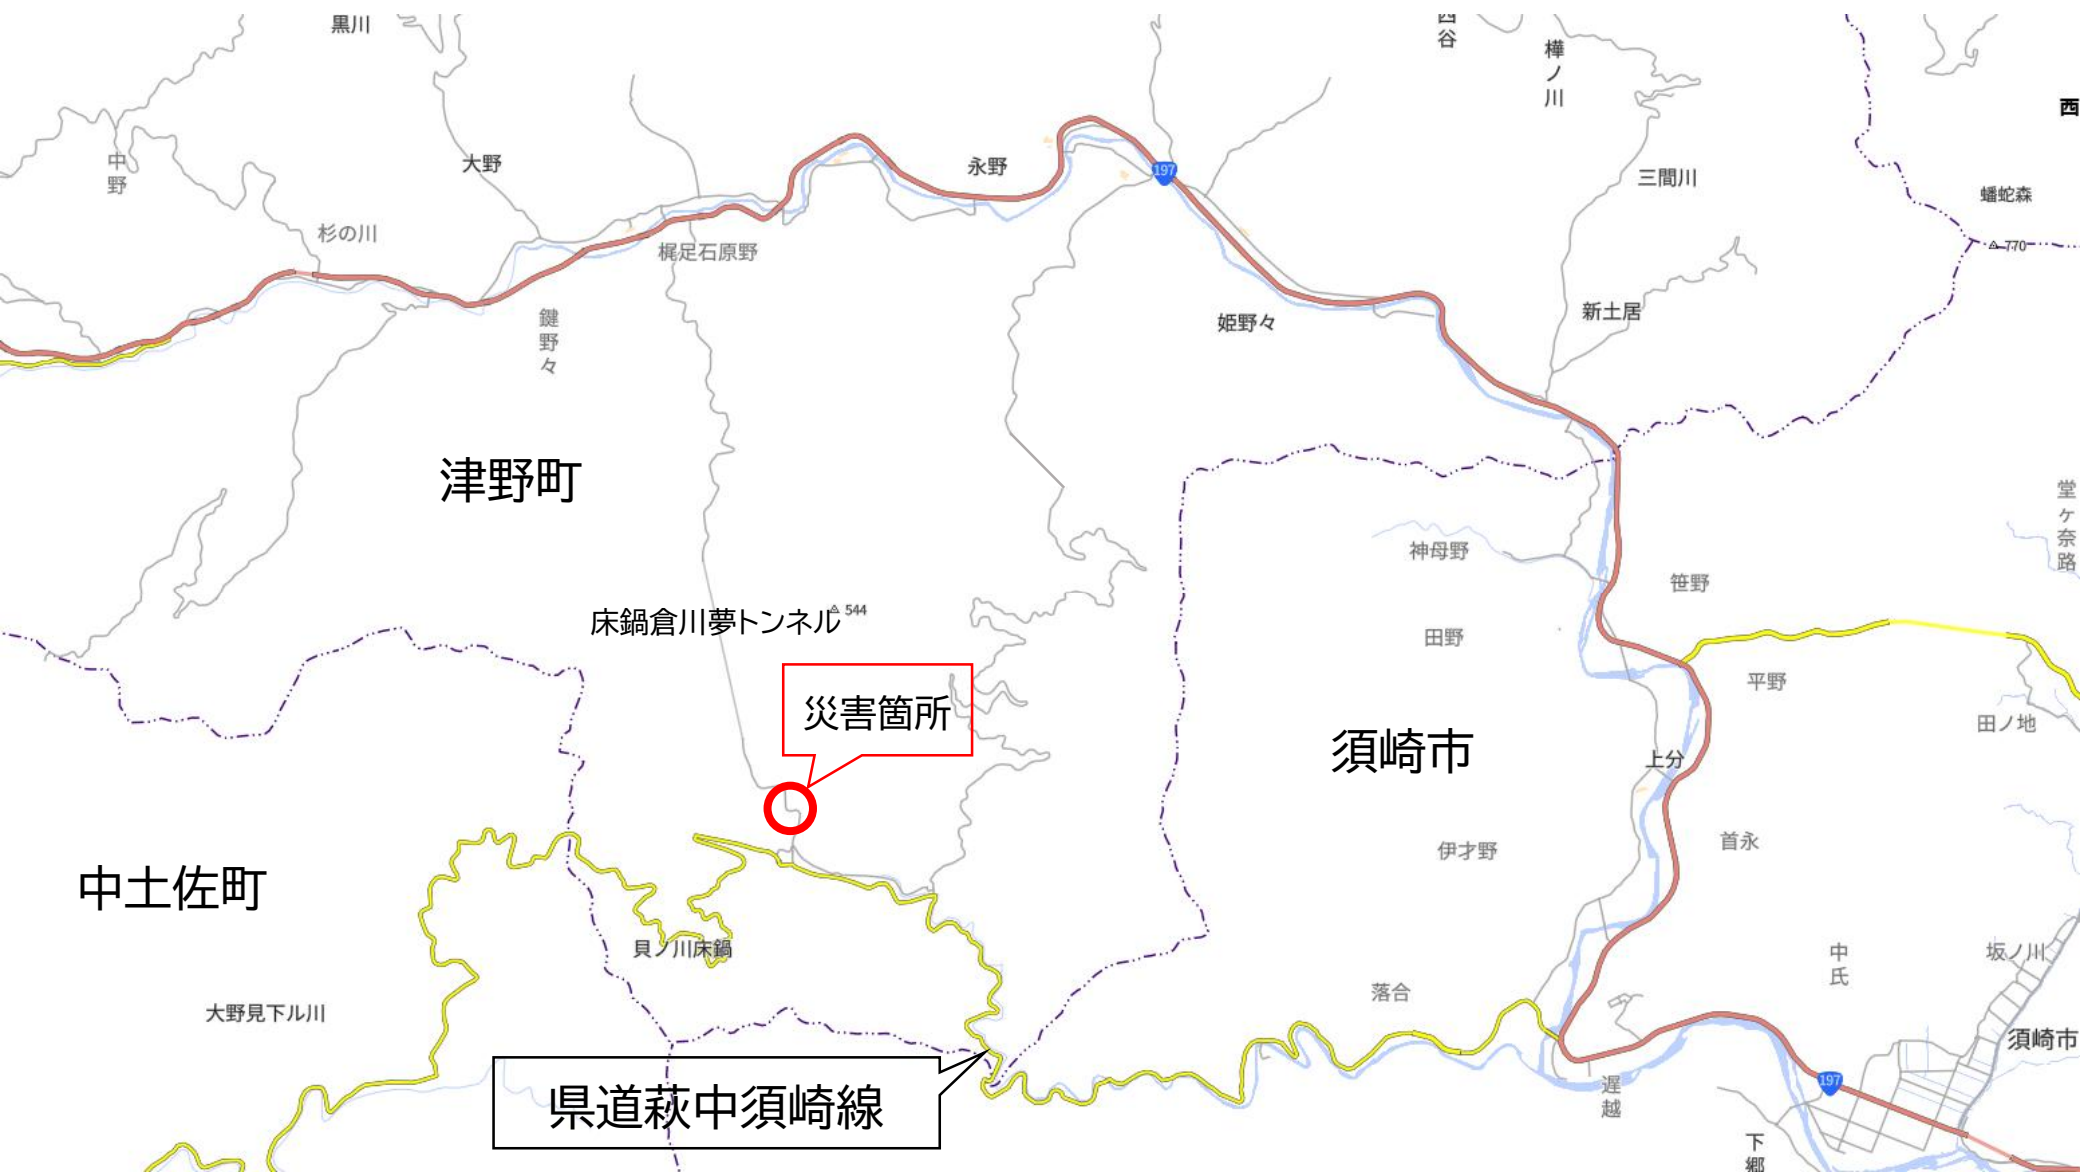 黒川
四谷
樺ノ川
西
中野
大野
永野
197
三間川
蟠蛇森
770
杉の川
梶足石原野
鍵野々
姫野々
新土居
津野町
堂ケ奈路
神母野
笹野
床鍋倉川夢トンネル
544
田野
平野
災害箇所
田ノ地
須崎市
上分
首永
伊才野
中土佐町
貝ノ川床鍋
中氏
坂ノ川
落合
大野見下ル川
須崎市
県道萩中須崎線
197
遅越
下郷